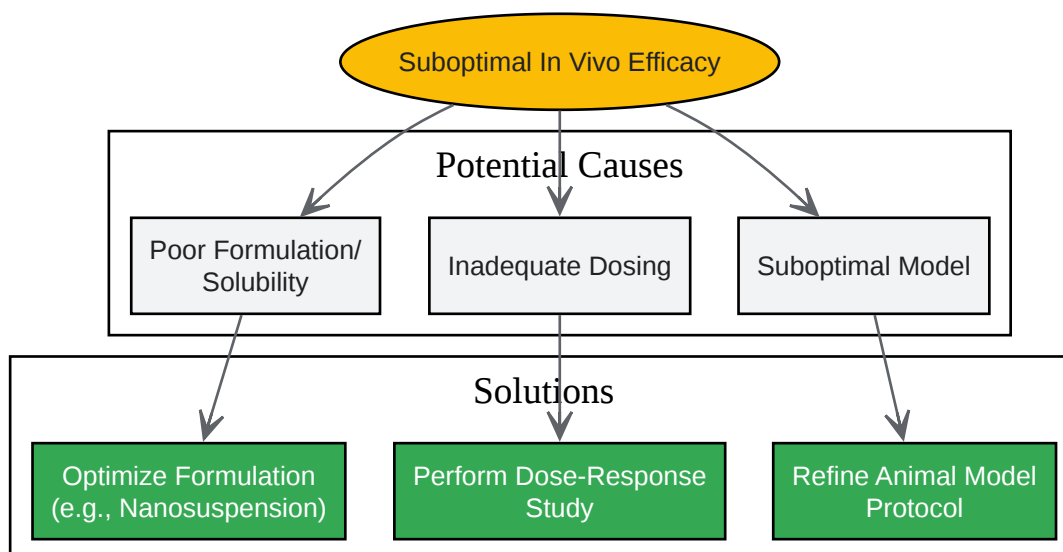 Suboptimal In Vivo Efficacy
Potential Causes
Poor Formulation/
Solubility
Inadequate Dosing
Suboptimal Model
Solutions
Optimize Formulation
(e.g., Nanosuspension)
Perform Dose-Response
Study
Refine Animal Model
Protocol